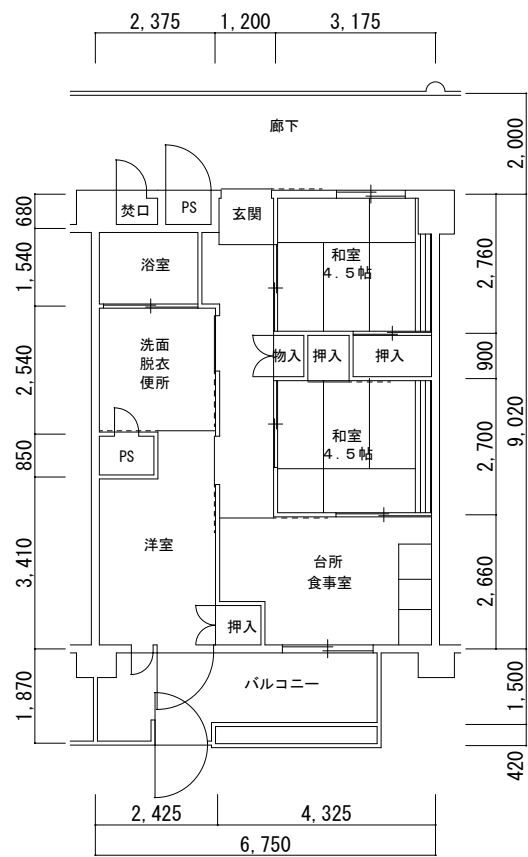 2,375
1,200
3,175
廊下
2,000
焚口
PS
玄関
680
浴室
和室
4.5帖
1,540
2,760
洗面
脱衣
便所
物入
押入
押入
2,540
900
9,020
PS
和室
4.5帖
850
2,700
洋室
台所
食事室
3,410
2,660
押入
バルコニー
1,870
1,500
420
2,425
4,325
6,750